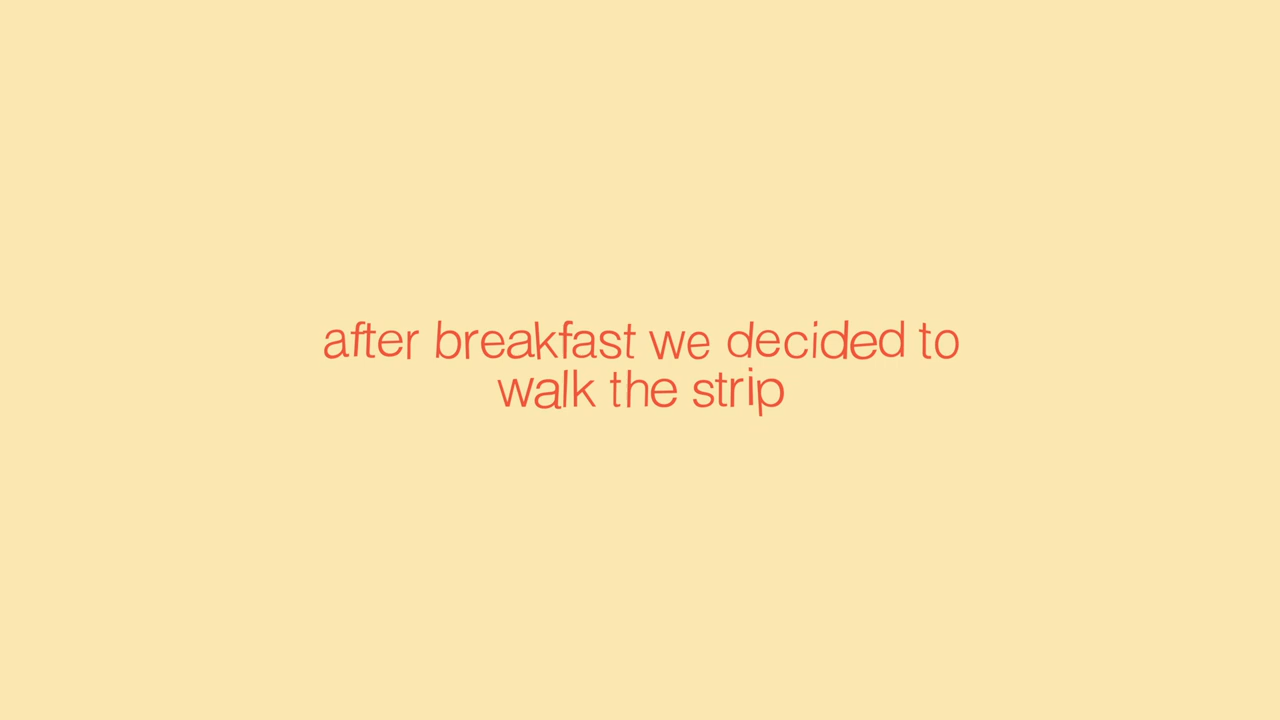 after breakfast we decided to
walk the strip